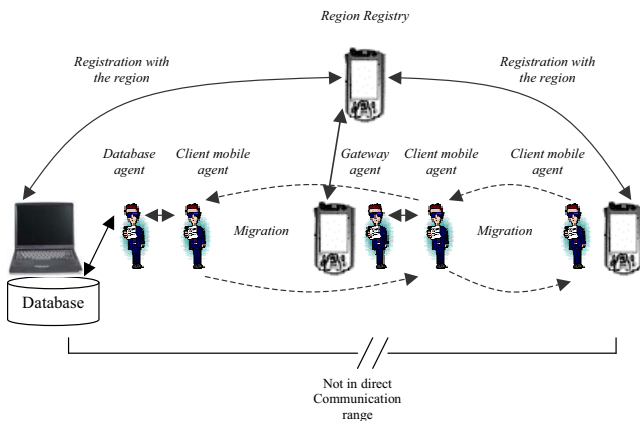 Region Registry
Registration with
the region
Registration with
the region
Database
agent
Client mobile
agent
Gateway
agent
Client mobile
agent
Client mobile
agent
Migration
Migration
Database
Not in direct
Communication
range